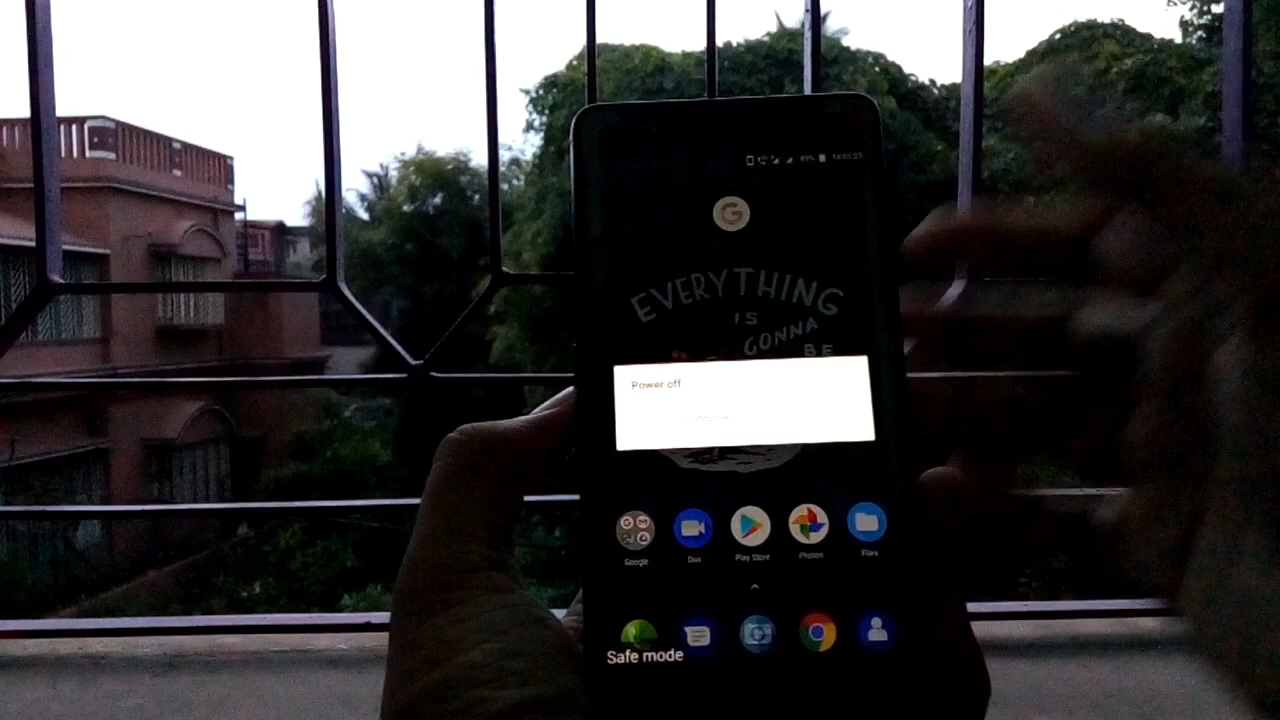 G
EVERYTHING
IS
GONNA
BE
Power off
Google
Duo
Play Store
Photos
Files
Safe mode